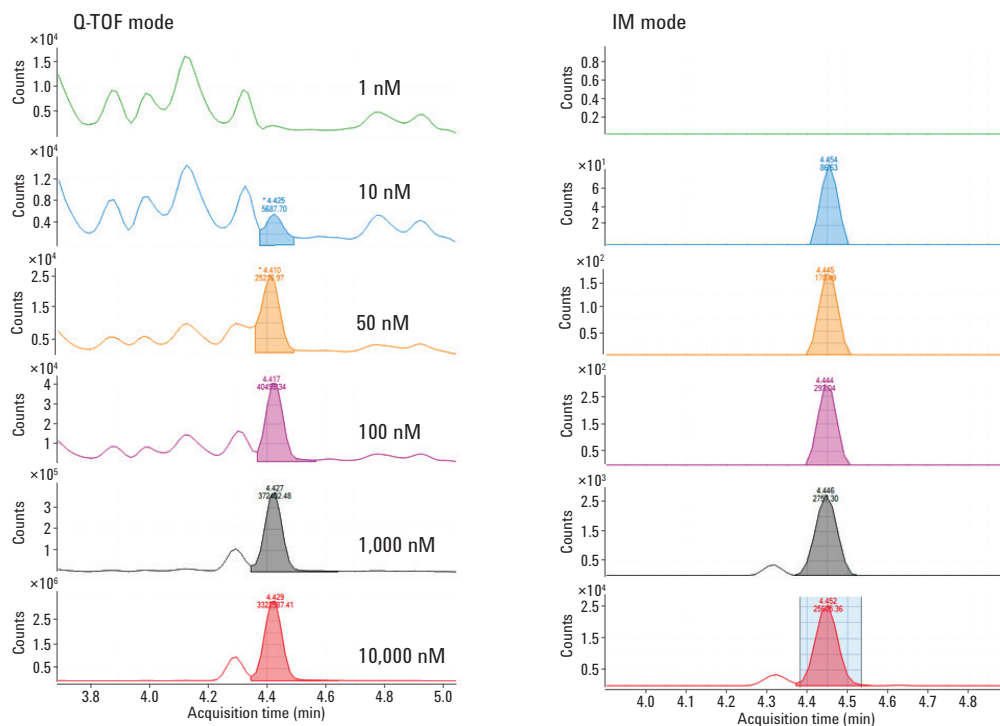 Q-TOF mode
×10⁴
Counts
1.5
1.0
0.5
1 nM
×10⁴
Counts
1.2
0.8
0.4
* 4.425
5687.70
10 nM
×10⁴
Counts
2.5
1.5
0.5
* 4.410
50 nM
×10⁴
Counts
4
3
2
1
4.417
100 nM
×10⁵
Counts
3
2
1
4.427
1,000 nM
×10⁶
Counts
2.5
1.5
0.5
4.429
10,000 nM
3.8 4.0 4.2 4.4 4.6 4.8 5.0
Acquisition time (min)
IM mode
Counts
0.8
0.6
0.4
0.2
×10¹
Counts
6
4
2
4.454
×10²
Counts
1.5
1.0
0.5
4.445
×10²
Counts
2.5
1.5
0.5
4.444
×10³
Counts
2.5
1.5
0.5
4.446
×10⁴
Counts
2.5
1.5
0.5
4.452
4.0 4.1 4.2 4.3 4.4 4.5 4.6 4.7 4.8
Acquisition time (min)